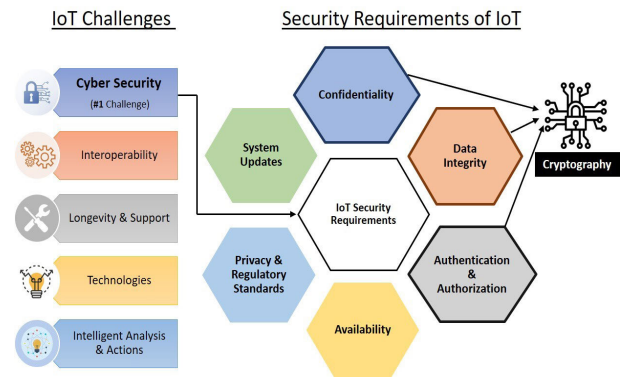 IoT Challenges
Security Requirements of IoT
Cyber Security
(#1 Challenge)
Interoperability
Longevity & Support
Technologies
Intelligent Analysis
& Actions
Confidentiality
System
Updates
Data
Integrity
Cryptography
IoT Security
Requirements
Privacy &
Regulatory
Standards
Authentication
&
Authorization
Availability